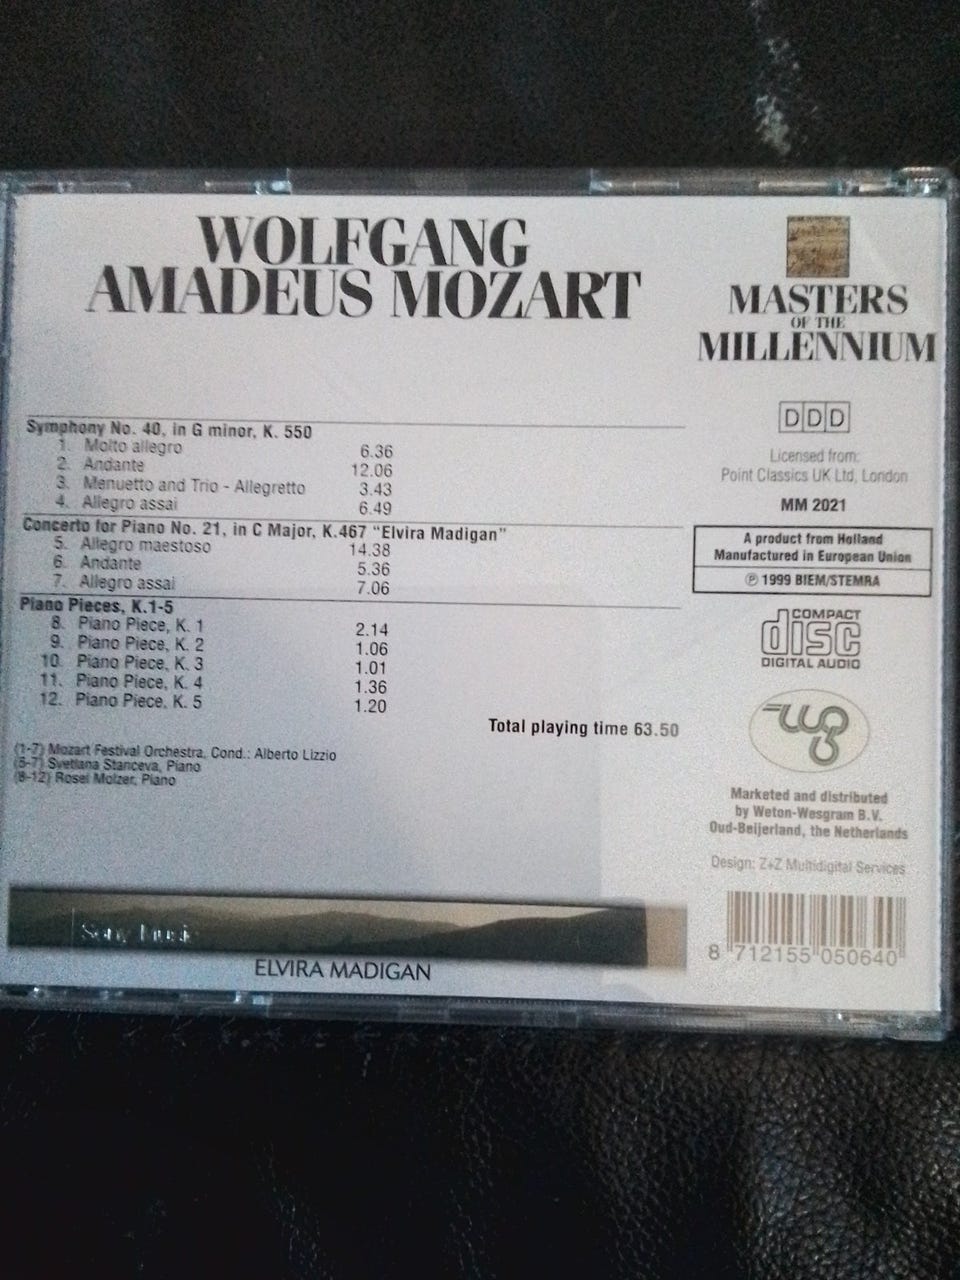 WOLFGANG
AMADEUS MOZART
Symphony No. 40, in G minor, K. 550
1. Molto allegro 6.36
2. Andante 12.06
3. Menuetto and Trio - Allegretto 3.43
4. Allegro assai 6.49
Concerto for Piano No. 21, in C Major, K.467 "Elvira Madigan"
5. Allegro maestoso 14.38
6. Andante 5.36
7. Allegro assai 7.06
Piano Pieces, K.1-5
8. Piano Piece, K. 1 2.14
9. Piano Piece, K. 2 1.06
10. Piano Piece, K. 3 1.01
11. Piano Piece, K. 4 1.36
12. Piano Piece, K. 5 1.20
Total playing time 63.50
(1-7) Mozart Festival Orchestra, Cond.: Alberto Lizzio
(5-7) Svetlana Stanceva, Piano
(8-12) Rosei Molzer, Piano
Sony Music
ELVIRA MADIGAN
MASTERS
OF THE
MILLENNIUM
DDD
Licensed from:
Point Classics UK Ltd, London
MM 2021
A product from Holland
Manufactured in European Union
℗ 1999 BIEM/STEMRA
COMPACT
disc
DIGITAL AUDIO
wg
Marketed and distributed
by Weton-Wesgram B.V.
Oud-Beijerland, the Netherlands
Design: Z+Z Multidigital Services
8 712155 050640